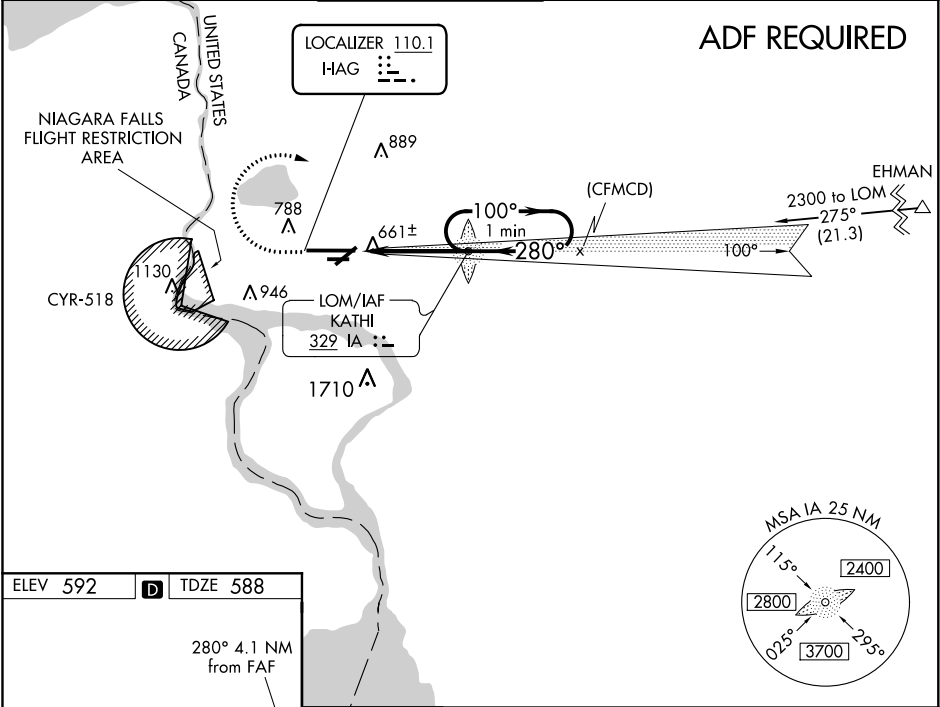 ADF REQUIRED
LOCALIZER 110.1
I-IAG
UNITED STATES
CANADA
NIAGARA FALLS
FLIGHT RESTRICTION
AREA
889
EHMAN
(CFMCD)
2300 to LOM
275°
(21.3)
788
100°
1 min
280°
661±
100°
1130
CYR-518
946
LOM/IAF
KATHI
329 IA
1710
MSA IA 25 NM
115°
2400
2800
025°
295°
3700
ELEV 592 D TDZE 588
280° 4.1 NM
from FAF